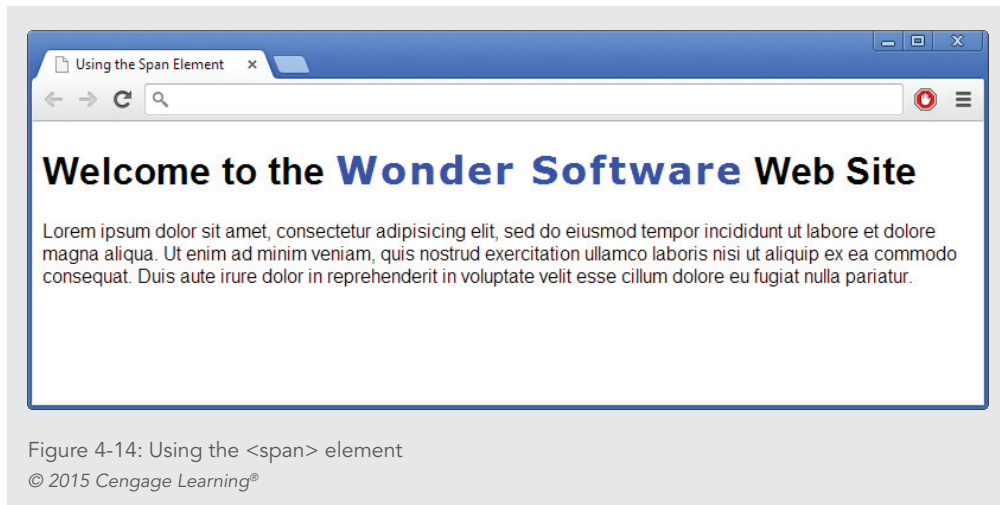 Using the Span Element
Welcome to the Wonder Software Web Site
Lorem ipsum dolor sit amet, consectetur adipisicing elit, sed do eiusmod tempor incididunt ut labore et dolore
magna aliqua. Ut enim ad minim veniam, quis nostrud exercitation ullamco laboris nisi ut aliquip ex ea commodo
consequat. Duis aute irure dolor in reprehenderit in voluptate velit esse cillum dolore eu fugiat nulla pariatur.
Figure 4-14: Using the <span> element
© 2015 Cengage Learning®